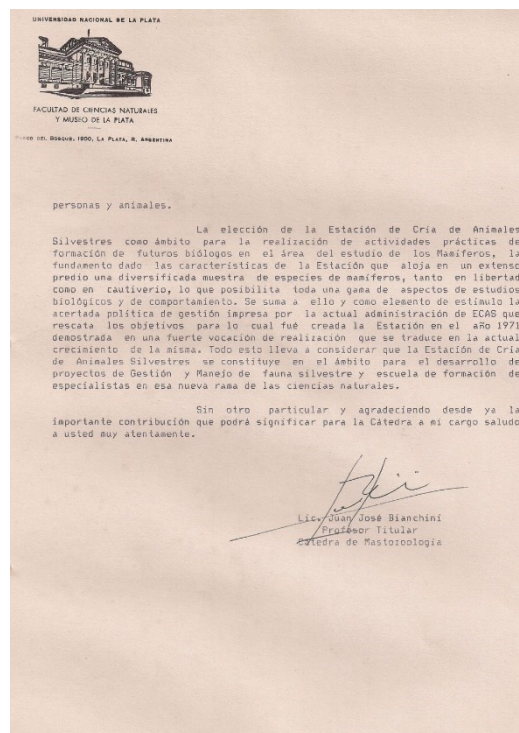 UNIVERSIDAD NACIONAL DE LA PLATA
FACULTAD DE CIENCIAS NATURALES
Y MUSEO DE LA PLATA
DEL BOSQUE, 1900, LA PLATA, R. ARGENTINA
personas y animales.
La elección de la Estación de Cría de Animales
Silvestres como ámbito para la realización de actividades prácticas de
formación de futuros biólogos en el área del estudio de los Mamíferos, la
fundamento dado las características de la Estación que aloja en un extenso
predio una diversificada muestra de especies de mamíferos, tanto en libertad
como en cautiverio, lo que posibilita toda una gama de aspectos de estudios
biológicos y de comportamiento. Se suma a ello y como elemento de estímulo la
acertada política de gestión impresa por la actual administración de ECAS que
rescata los objetivos para lo cual fué creada la Estación en el año 1971
demostrada en una fuerte vocación de realización que se traduce en la actual
crecimiento de la misma. Todo esto lleva a considerar que la Estación de Cría
de Animales Silvestres se constituye en el ámbito para el desarrollo de
proyectos de Gestión y Manejo de fauna silvestre y escuela de formación de
especialistas en esa nueva rama de las ciencias naturales.
Sin otro particular y agradeciendo desde ya la
importante contribución que podrá significar para la Cátedra a mi cargo saludo
a usted muy atentamente.
Lic. Juan José Bianchini
Profesor Titular
Cátedra de Mastozoología